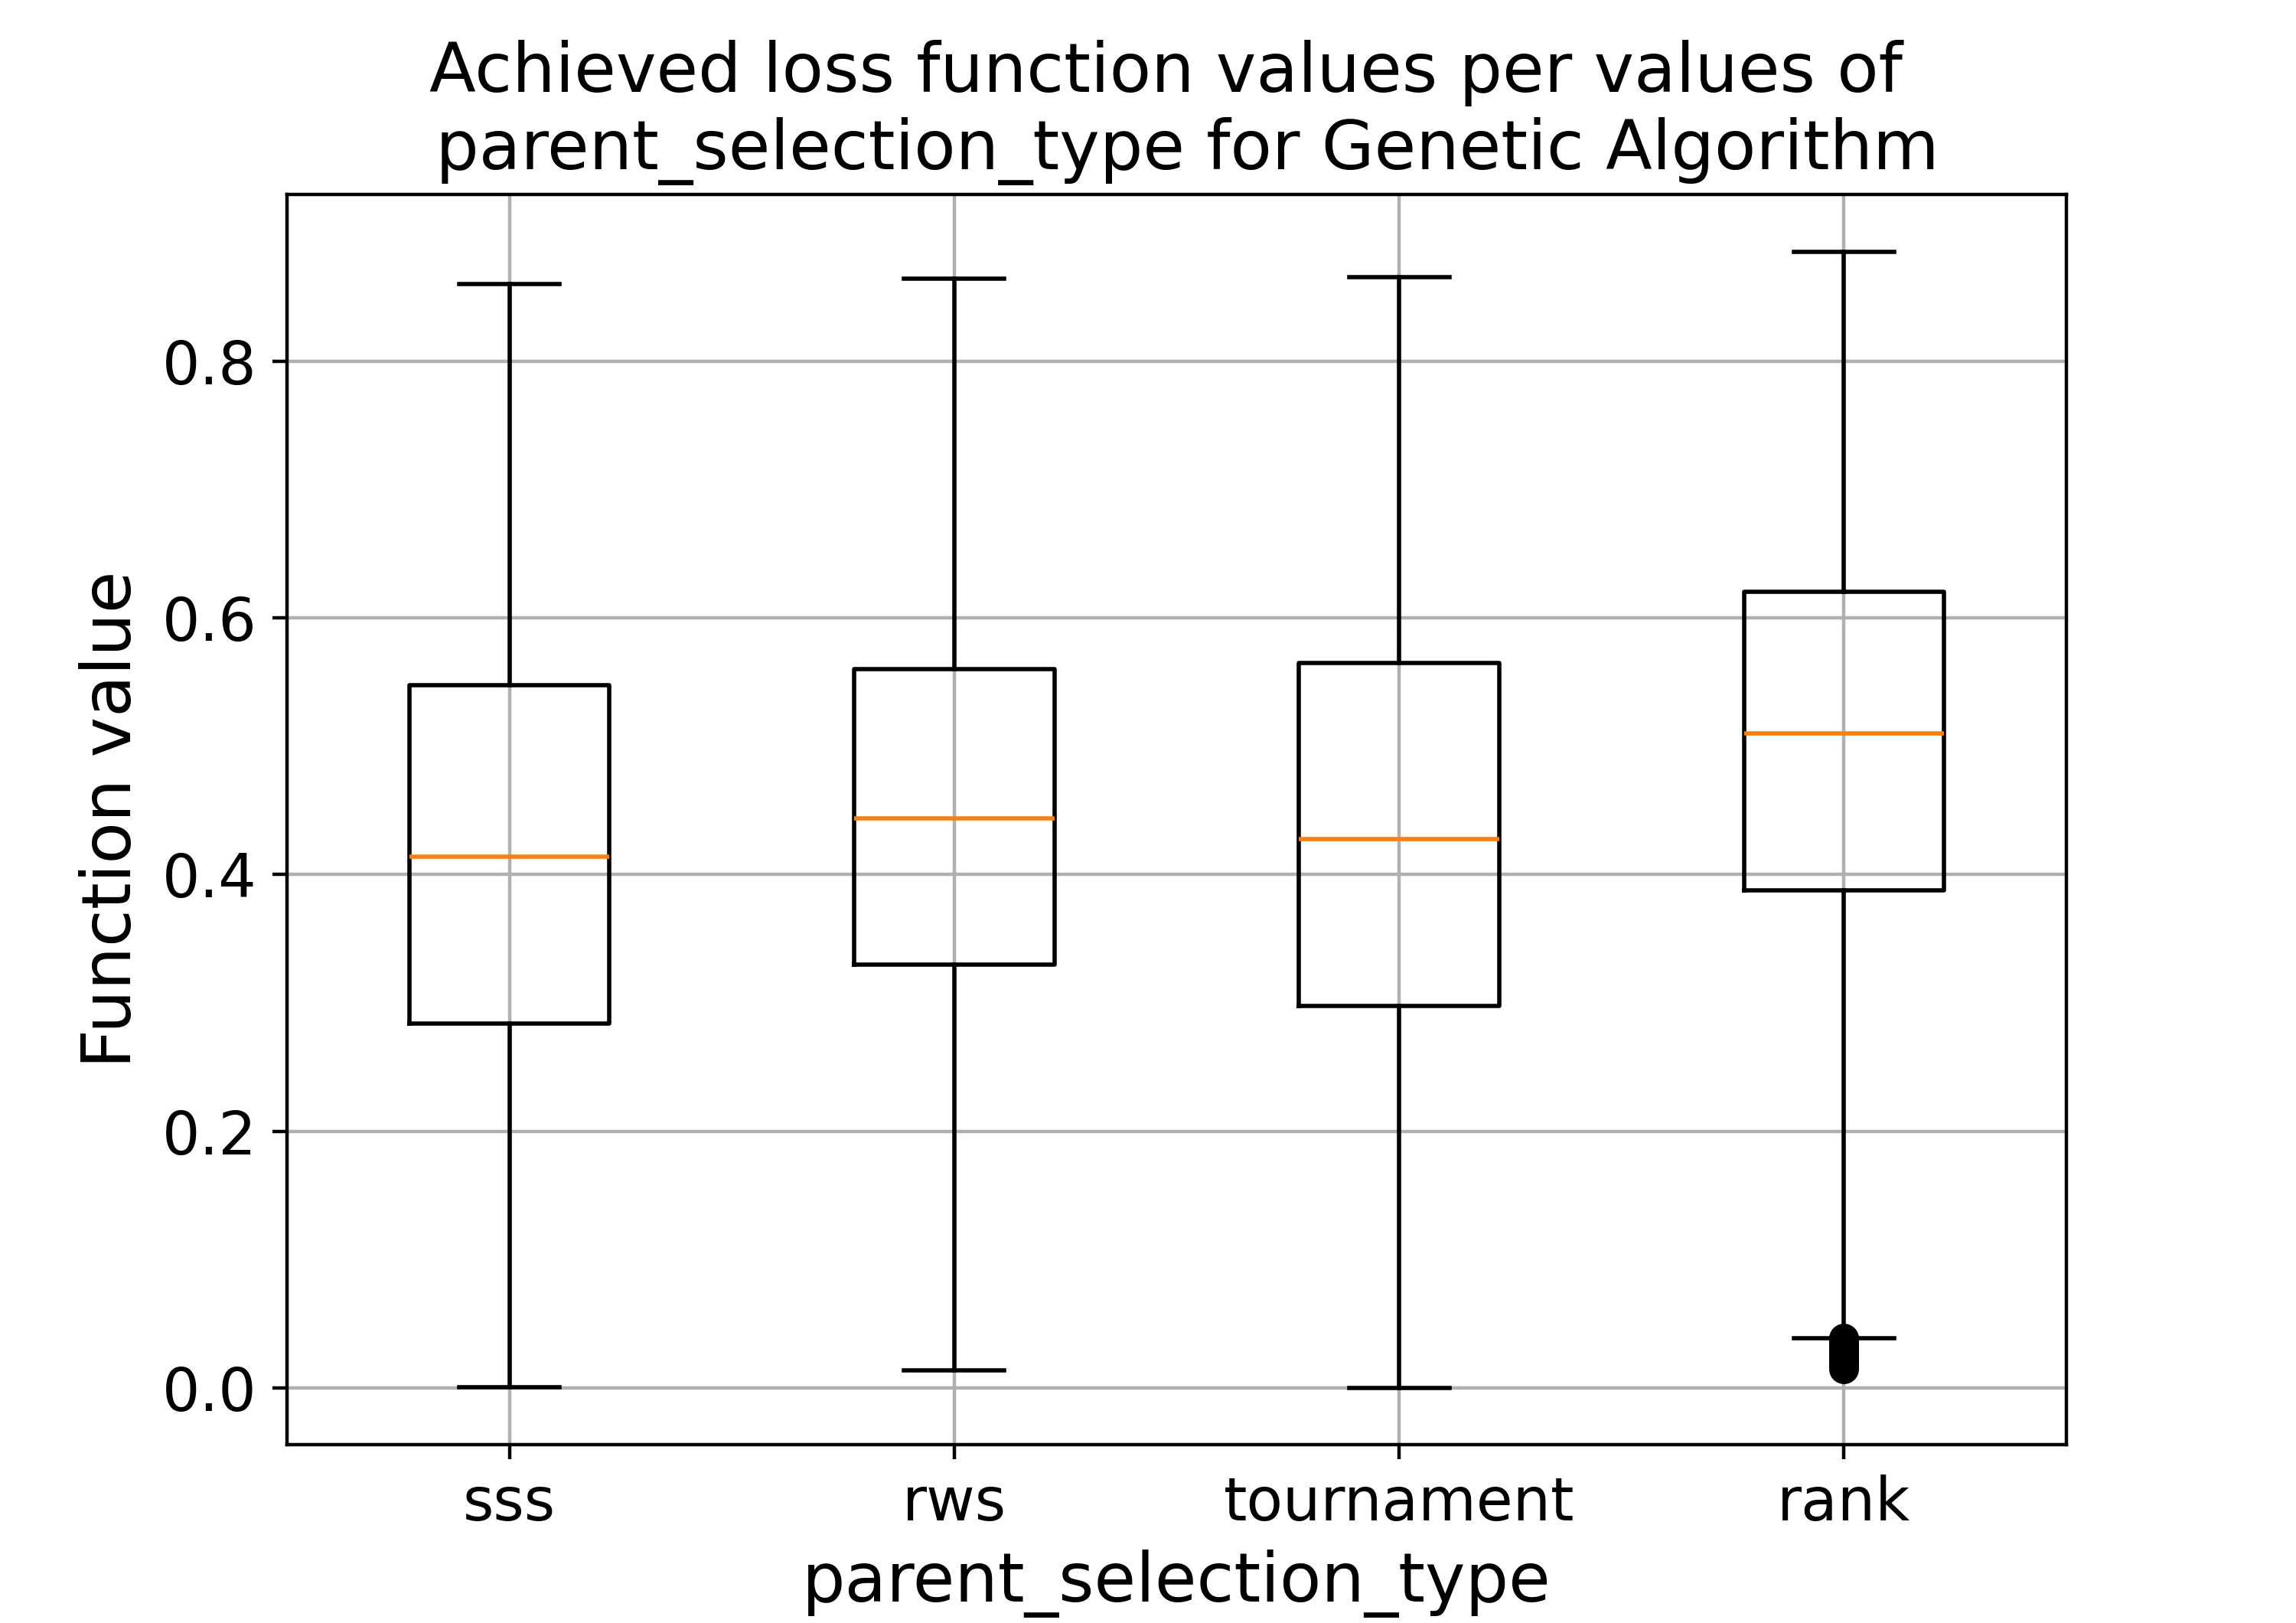 Achieved loss function values per values of
parent_selection_type for Genetic Algorithm
Function value
0.8
0.6
0.4
0.2
0.0
sss rws tournament rank
parent_selection_type